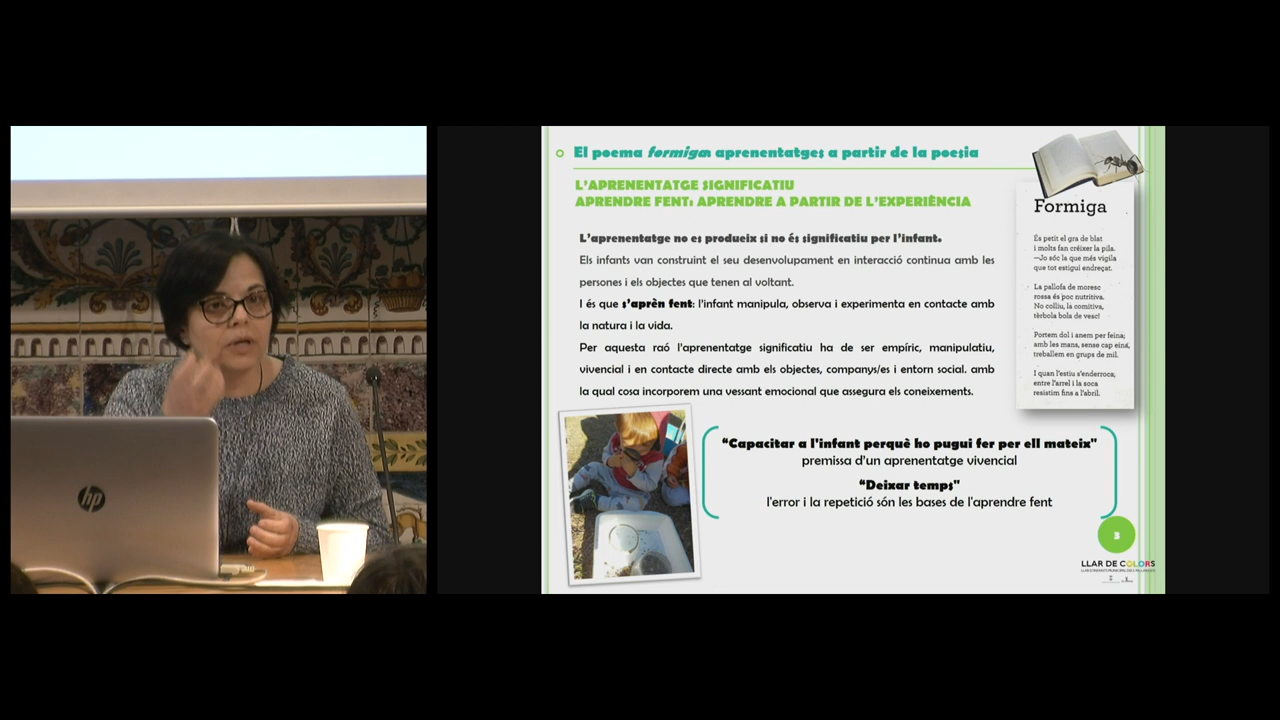 El poema formiga: aprenentatges a partir de la poesia
L'APRENENTATGE SIGNIFICATIU
APRENDRE FENT: APRENDRE A PARTIR DE L'EXPERIÈNCIA
L'aprenentatge no es produeix si no és significatiu per l'infant.
Els infants van construint el seu desenvolupament en interacció continua amb les
persones i els objectes que tenen al voltant.
I és que s'aprèn fent: l'infant manipula, observa i experimenta en contacte amb
la natura i la vida.
Per aquesta raó l'aprenentatge significatiu ha de ser empíric, manipulatiu,
vivencial i en contacte directe amb els objectes, companys/es i entorn social. amb
la qual cosa incorporem una vessant emocional que assegura els coneixements.
Formiga
És petit el gra de blat
i molts fan créixer la pila.
—Jo sóc la que més vigila
que tot estigui endreçat.
La pallofa de moresc
rossa és poc nutritiva.
No colliu, la comitiva,
tèrbola bola de vesc!
Portem dol i anem per feina;
amb les mans, sense cap eina,
treballem en grups de mil.
I quan l'estiu s'enderroca,
entre l'arrel i la soca
resistim fins a l'abril.
“Capacitar a l'infant perquè ho pugui fer per ell mateix"
premissa d'un aprenentatge vivencial
“Deixar temps"
l'error i la repetició són les bases de l'aprendre fent
3
LLAR DE COLORS
hp